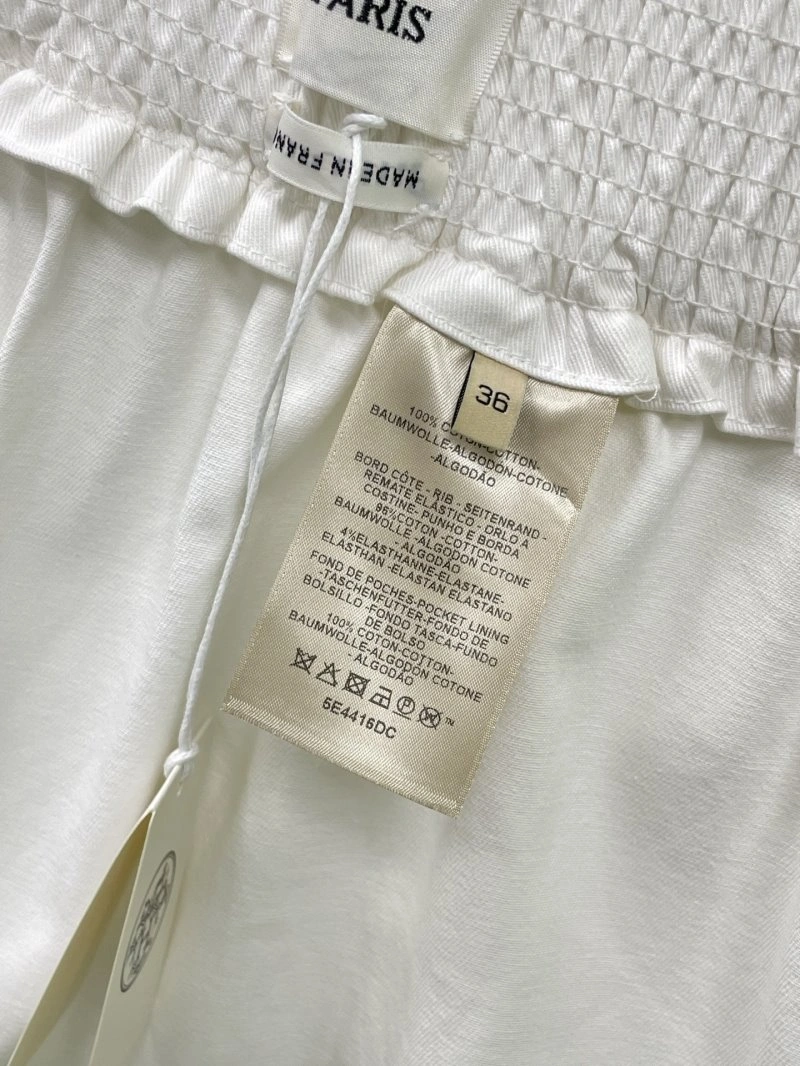 PARIS
MADE IN FRAN
36
100% COTON-COTTON-
BAUMWOLLE-ALGODÓN-COTONE
-ALGODÃO
BORD CÔTE - RIB - SEITENRAND -
REMATE ELÁSTICO - ORLO A
COSTINE- PUNHO E BORDA
96%COTON -COTTON-
BAUMWOLLE -ALGODON COTONE
- ALGODÃO
4%ELASTHANNE-ELASTANE-
ELASTHAN -ELASTAN ELASTANO
FOND DE POCHES-POCKET LINING
-TASCHENFUTTER-FONDO DE
BOLSILLO -FONDO TASCA-FUNDO
DE BOLSO
100% COTON-COTTON-
BAUMWOLLE-ALGODON COTONE
- ALGODÃO
P
TM
5E4416DC